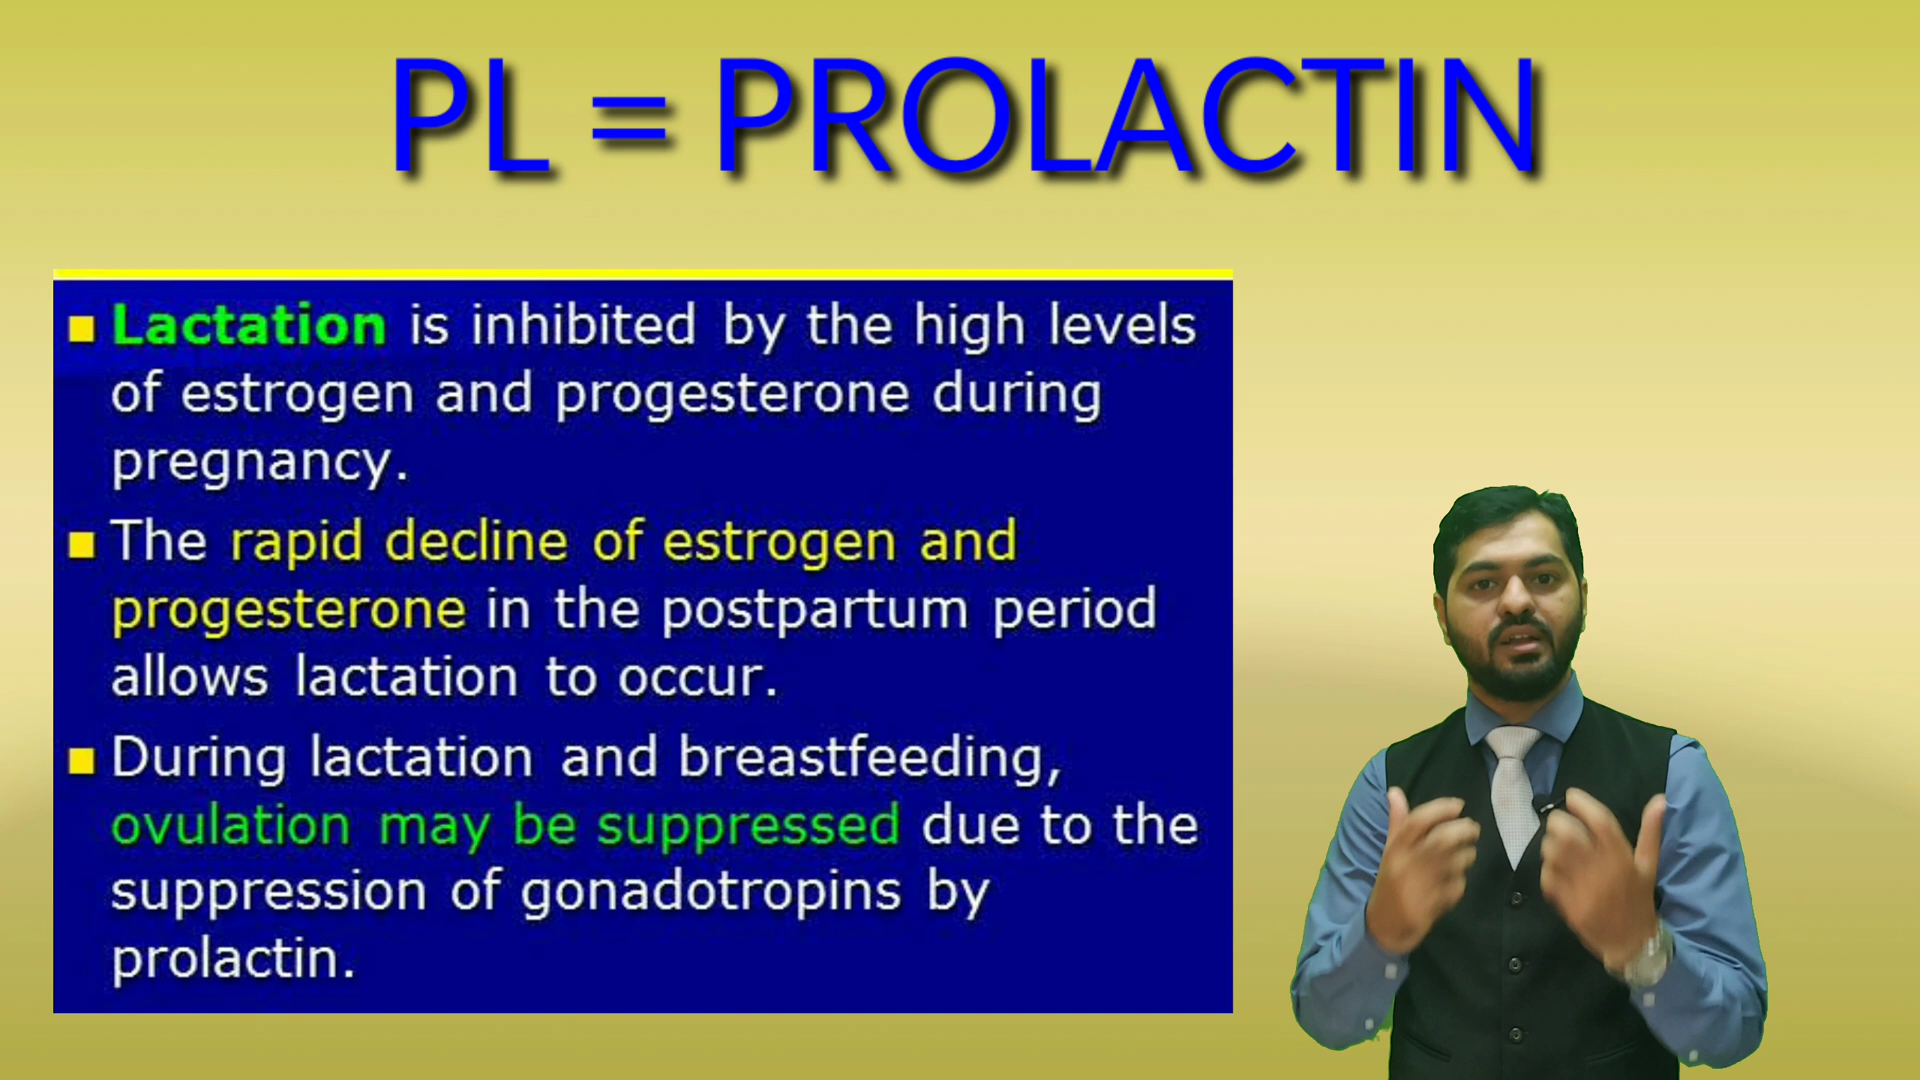 PL = PROLACTIN
Lactation is inhibited by the high levels
of estrogen and progesterone during
pregnancy.
The rapid decline of estrogen and
progesterone in the postpartum period
allows lactation to occur.
During lactation and breastfeeding,
ovulation may be suppressed due to the
suppression of gonadotropins by
prolactin.